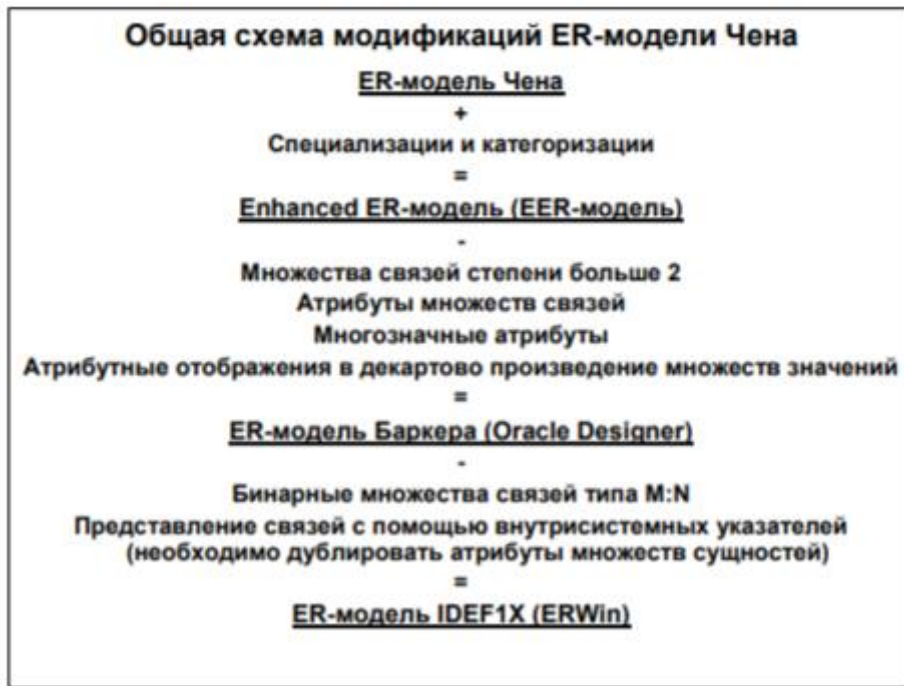 Общая схема модификаций ER-модели Чена
ER-модель Чена
+
Специализации и категоризации
=
Enhanced ER-модель (EER-модель)
-
Множества связей степени больше 2
Атрибуты множеств связей
Многозначные атрибуты
Атрибутные отображения в декартово произведение множеств значений
=
ER-модель Баркера (Oracle Designer)
-
Бинарные множества связей типа M:N
Представление связей с помощью внутрисистемных указателей
(необходимо дублировать атрибуты множеств сущностей)
=
ER-модель IDEF1X (ERWin)